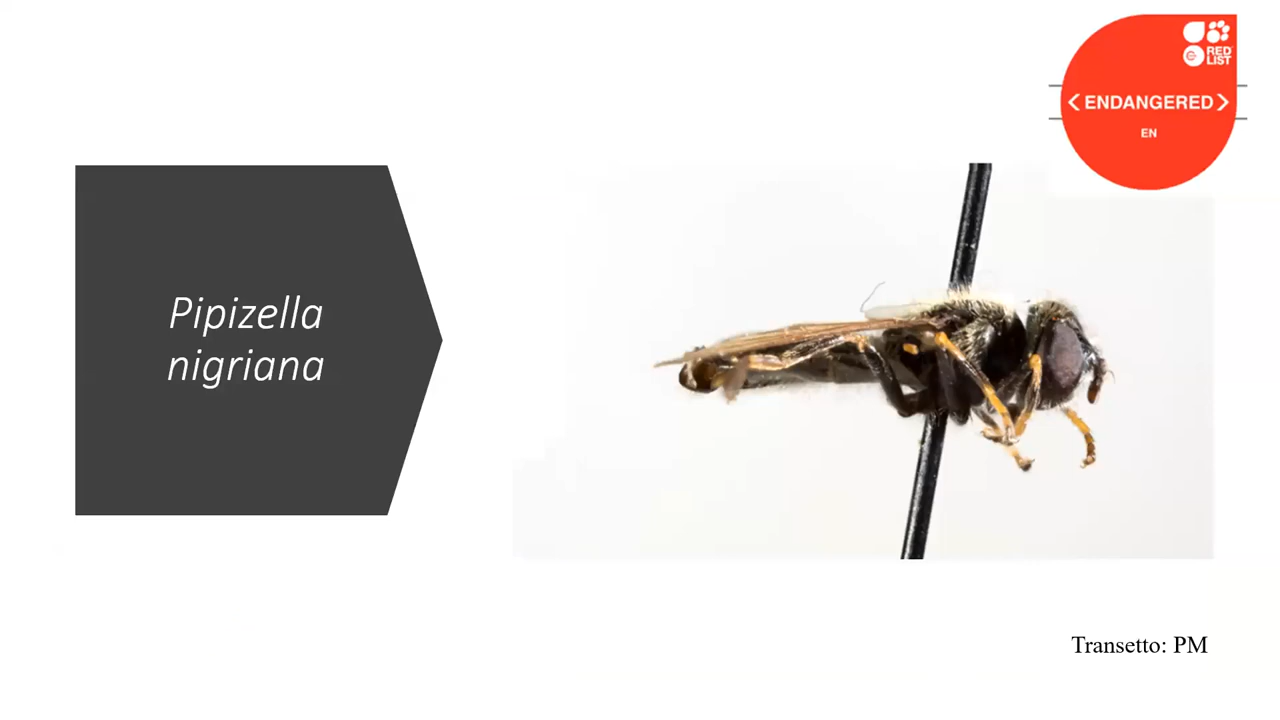 RED
LIST
<ENDANGERED>
EN
Pipizella
nigriana
Transetto: PM